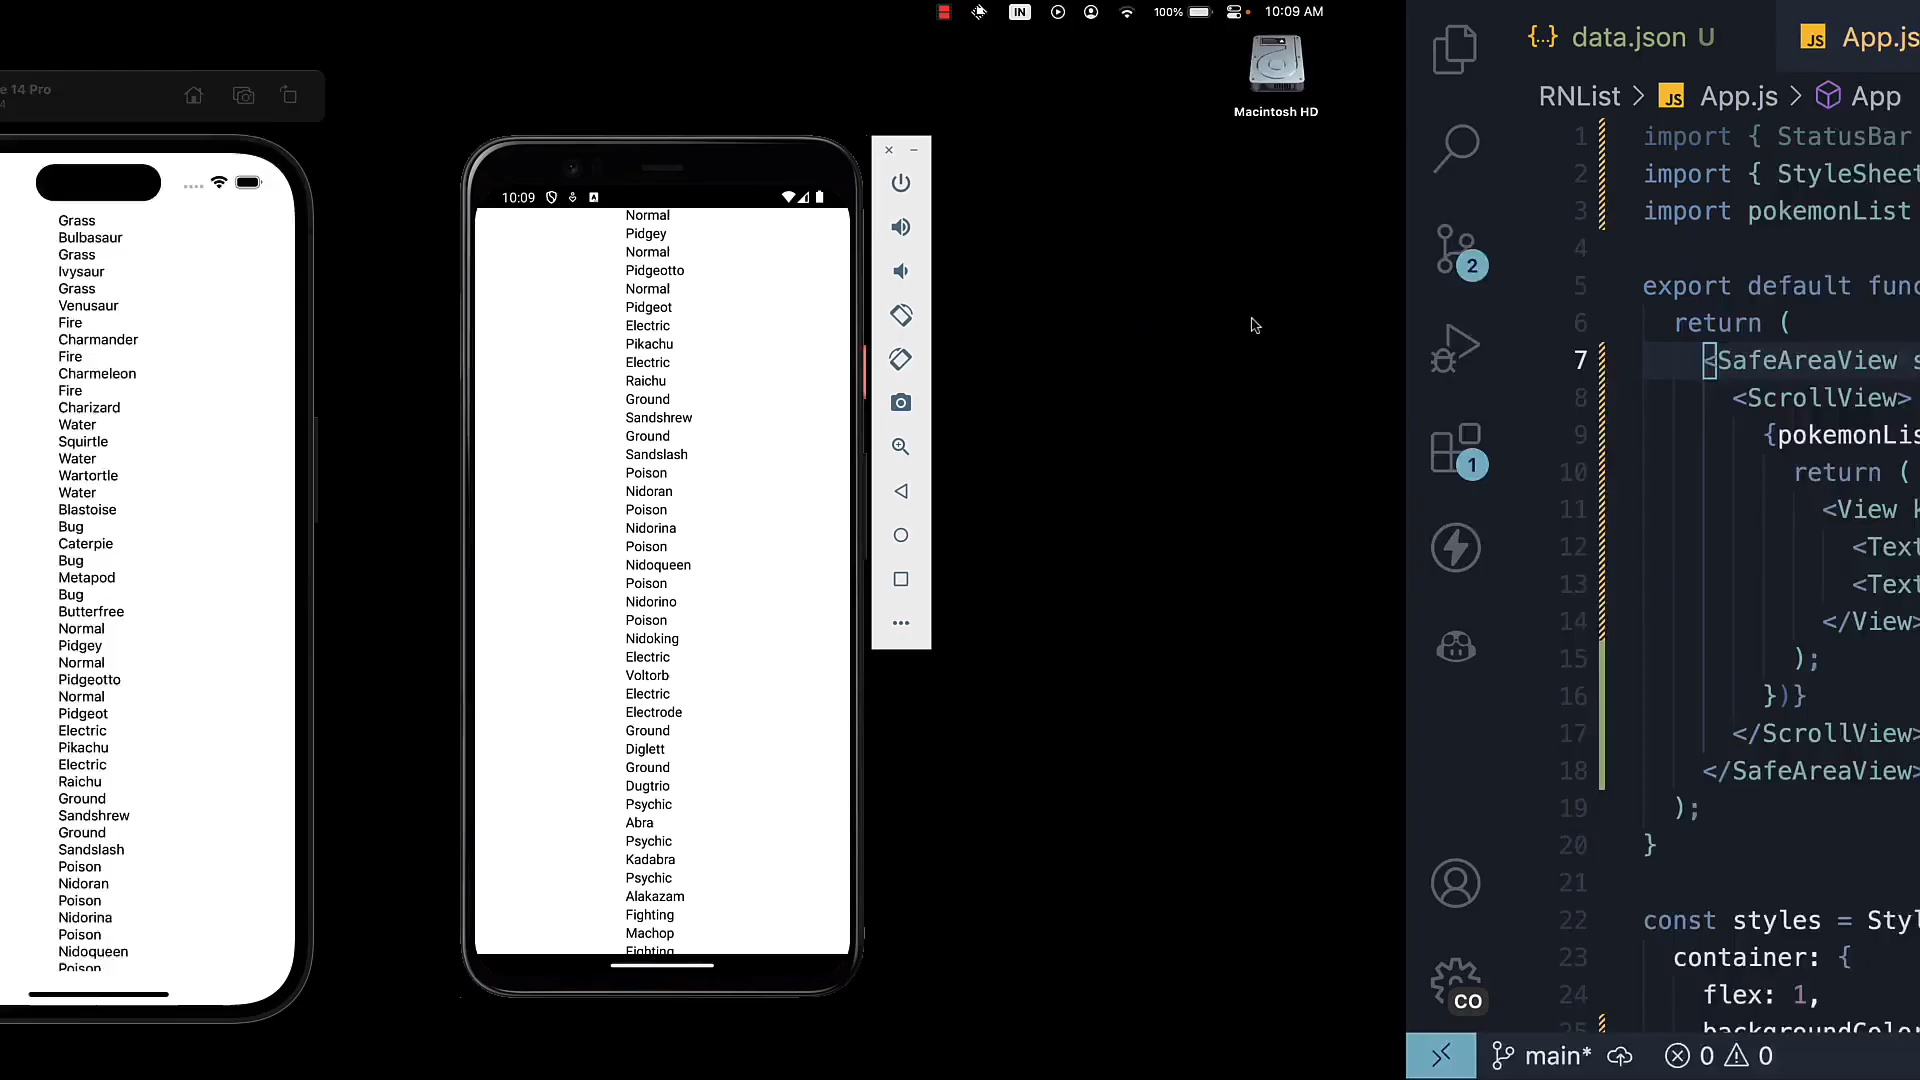 IN
100%
10:09 AM
Macintosh HD
e 14 Pro
4
Grass
Bulbasaur
Grass
Ivysaur
Grass
Venusaur
Fire
Charmander
Fire
Charmeleon
Fire
Charizard
Water
Squirtle
Water
Wartortle
Water
Blastoise
Bug
Caterpie
Bug
Metapod
Bug
Butterfree
Normal
Pidgey
Normal
Pidgeotto
Normal
Pidgeot
Electric
Pikachu
Electric
Raichu
Ground
Sandshrew
Ground
Sandslash
Poison
Nidoran
Poison
Nidorina
Poison
Nidoqueen
Poison
10:09
Normal
Pidgey
Normal
Pidgeotto
Normal
Pidgeot
Electric
Pikachu
Electric
Raichu
Ground
Sandshrew
Ground
Sandslash
Poison
Nidoran
Poison
Nidorina
Poison
Nidoqueen
Poison
Nidorino
Poison
Nidoking
Electric
Voltorb
Electric
Electrode
Ground
Diglett
Ground
Dugtrio
Psychic
Abra
Psychic
Kadabra
Psychic
Alakazam
Fighting
Machop
Fighting
{..} data.json U
JS App.js
RNList > JS App.js > App
2
1
CO
1 import { StatusBar
2 import { StyleSheet
3 import pokemonList
4
5 export default func
6 return (
7 <SafeAreaView s
8 <ScrollView>
9 {pokemonLis
10 return (
11 <View k
12 <Text
13 <Text
14 </View>
15 );
16 })}
17 </ScrollView>
18 </SafeAreaView>
19 );
20 }
21
22 const styles = Styl
23 container: {
24 flex: 1,
25 backgroundColor
main* 0 0